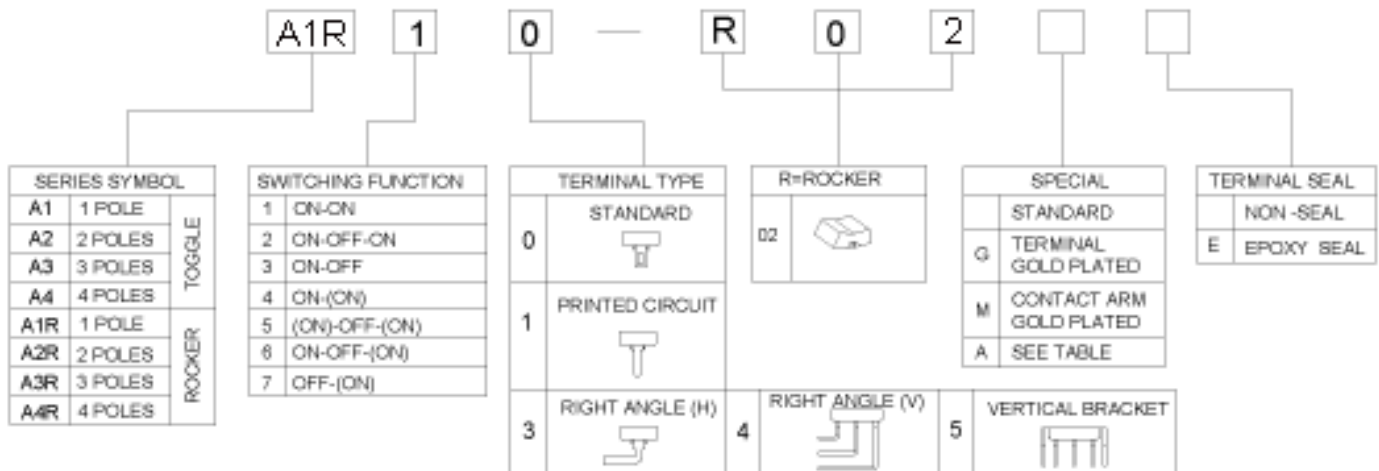 A1R 1 0 — R 0 2
SERIES SYMBOL
A1 1 POLE
A2 2 POLES
A3 3 POLES
A4 4 POLES
TOGGLE
A1R 1 POLE
A2R 2 POLES
A3R 3 POLES
A4R 4 POLES
ROCKER
SWITCHING FUNCTION
1 ON-ON
2 ON-OFF-ON
3 ON-OFF
4 ON-(ON)
5 (ON)-OFF-(ON)
6 ON-OFF-(ON)
7 OFF-(ON)
TERMINAL TYPE
0 STANDARD
1 PRINTED CIRCUIT
3 RIGHT ANGLE (H)
4 RIGHT ANGLE (V)
5 VERTICAL BRACKET
R=ROCKER
02
SPECIAL
STANDARD
G TERMINAL
GOLD PLATED
M CONTACT ARM
GOLD PLATED
A SEE TABLE
TERMINAL SEAL
NON -SEAL
E EPOXY SEAL